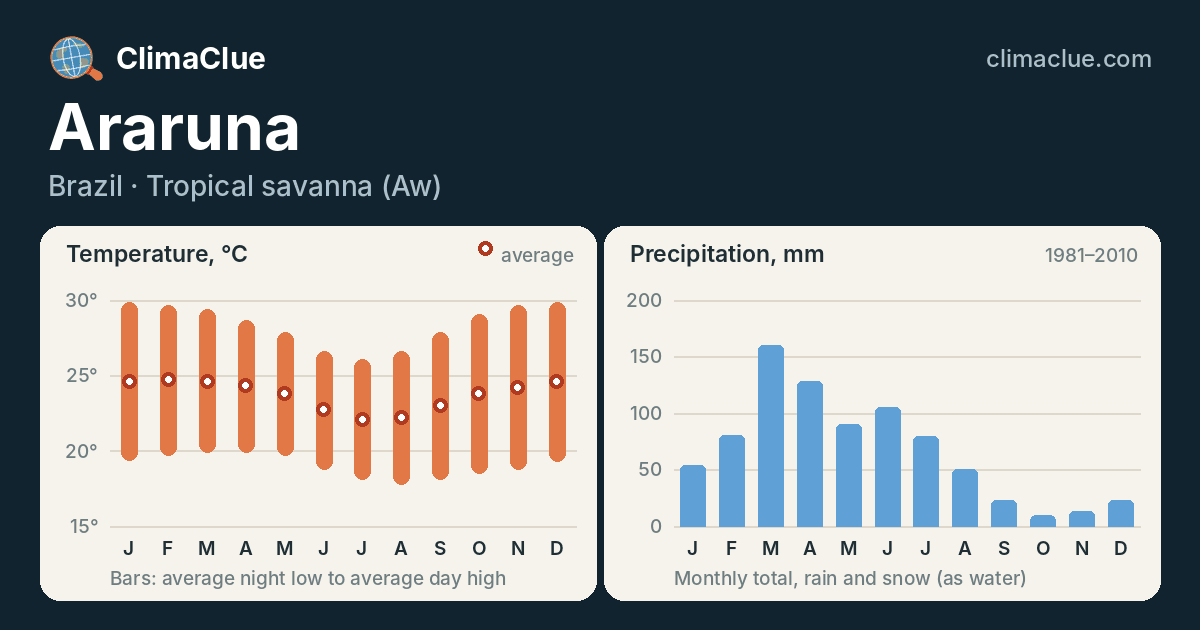 ClimaClue
climaclue.com
Araruna
Brazil · Tropical savanna (Aw)
Temperature, °C
average
30°
25°
20°
15°
J F M A M J J A S O N D
Bars: average night low to average day high
Precipitation, mm
1981–2010
200
150
100
50
0
J F M A M J J A S O N D
Monthly total, rain and snow (as water)